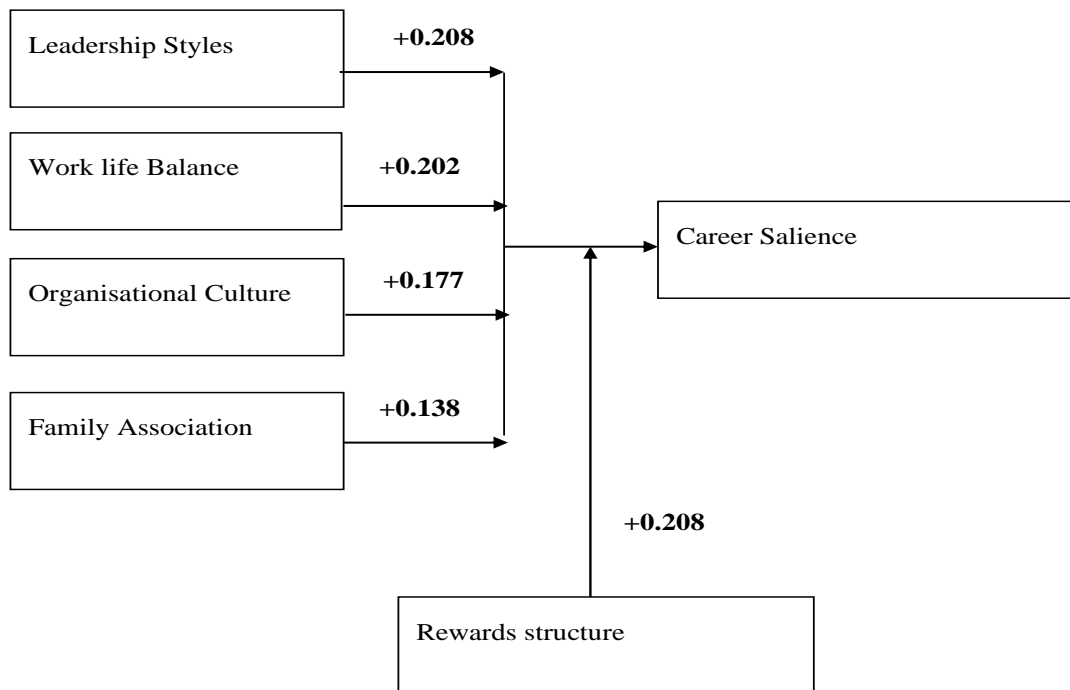 Leadership Styles
+0.208
Work life Balance
+0.202
Career Salience
Organisational Culture
+0.177
Family Association
+0.138
+0.208
Rewards structure